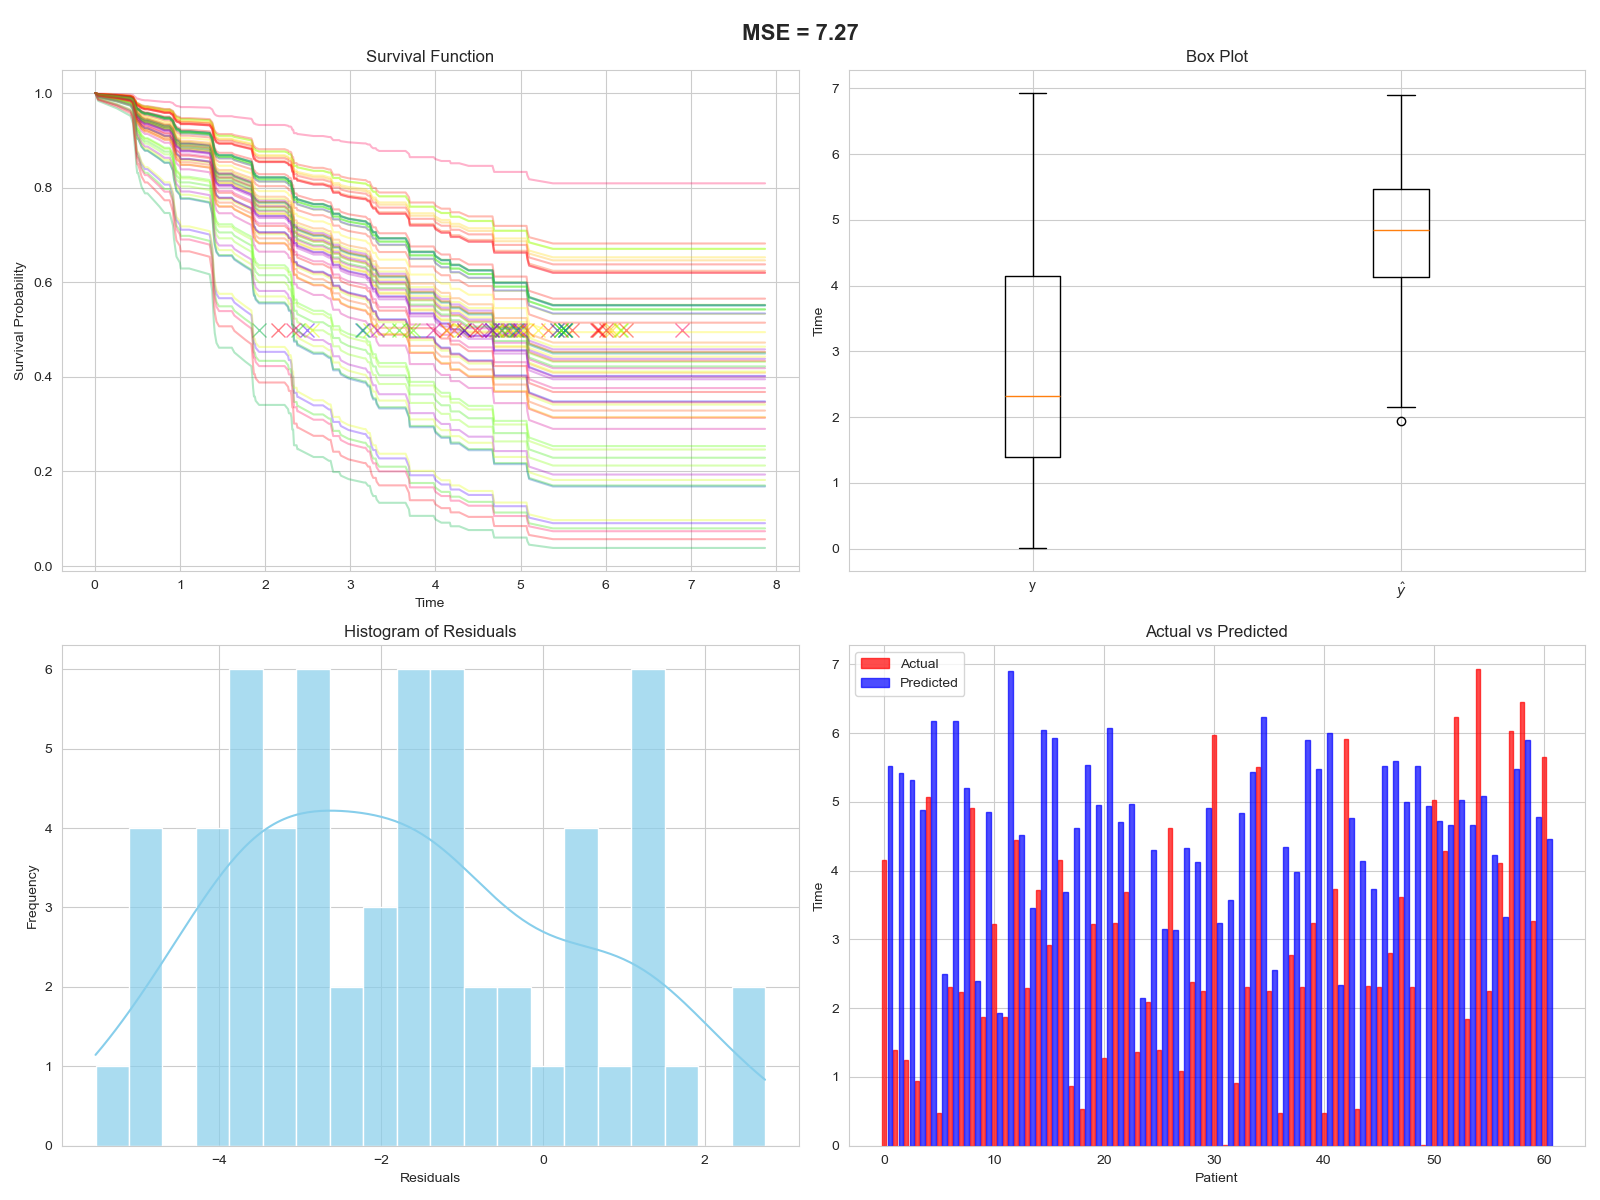 MSE = 7.27
Survival Function
1.0
0.8
0.6
0.4
0.2
0.0
Survival Probability
0 1 2 3 4 5 6 7 8
Time
Box Plot
7
6
5
4
3
2
1
0
Time
y ŷ
Histogram of Residuals
6
5
4
3
2
1
0
Frequency
−4 −2 0 2
Residuals
Actual vs Predicted
Actual
Predicted
7
6
5
4
3
2
1
0
Time
0 10 20 30 40 50 60
Patient